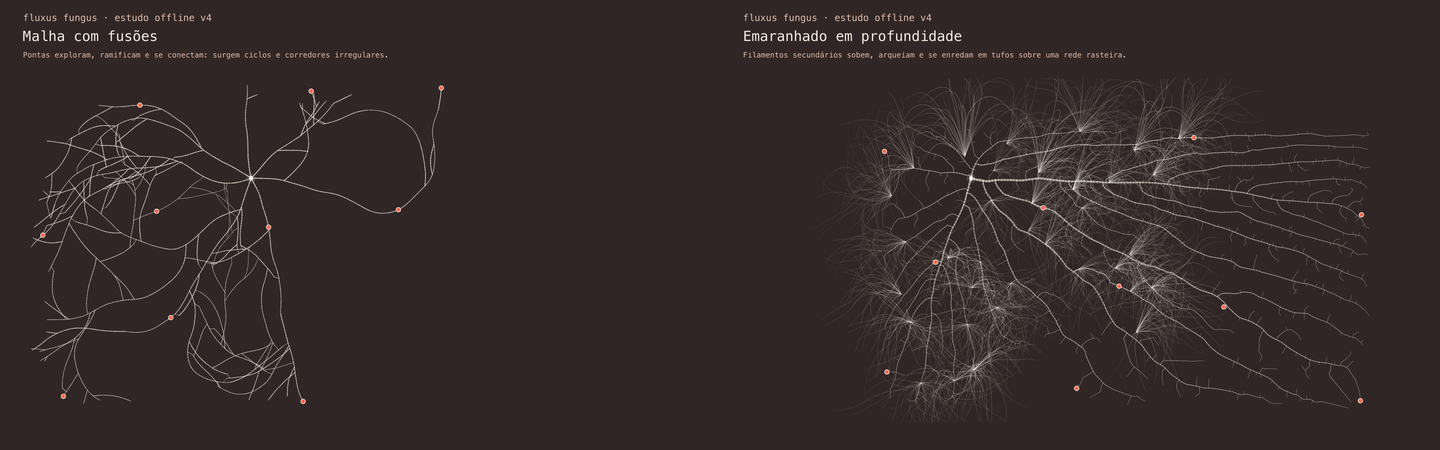 fluxus fungus · estudo offline v4
Malha com fusões
Pontas exploram, ramificam e se conectam: surgem ciclos e corredores irregulares.
fluxus fungus · estudo offline v4
Emaranhado em profundidade
Filamentos secundários sobem, arqueiam e se enredam em tufos sobre uma rede rasteira.